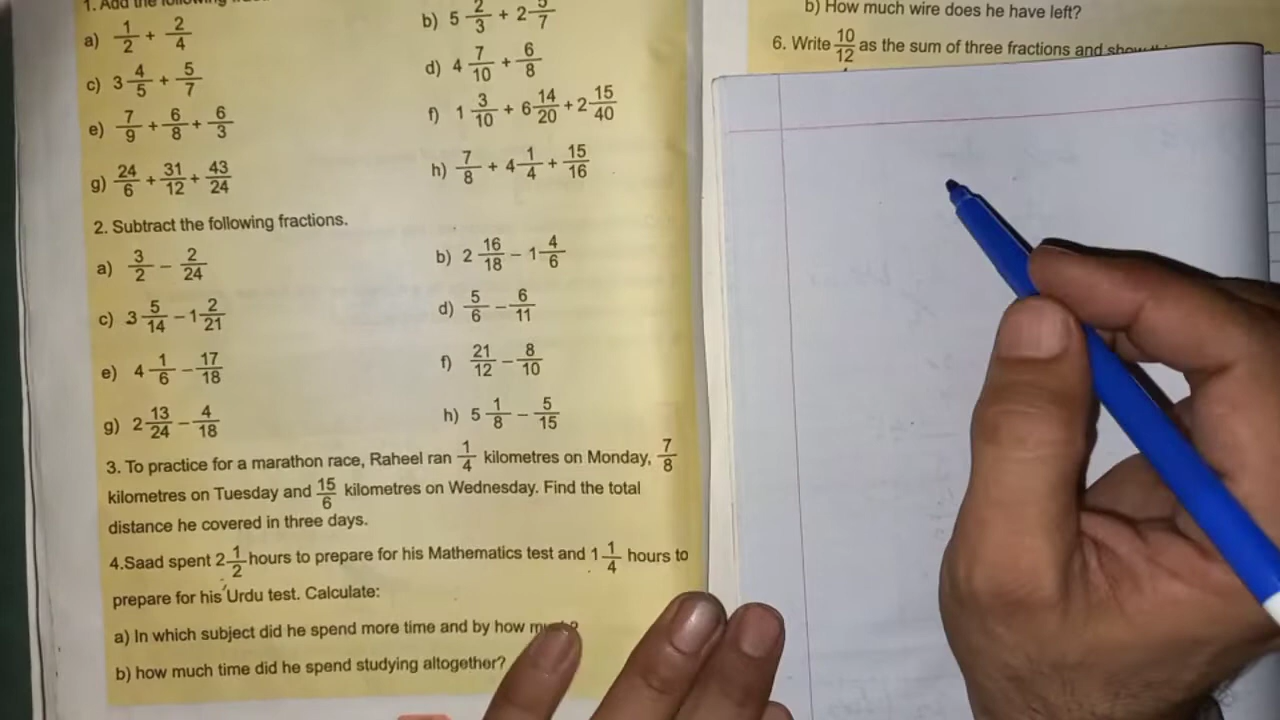 1. Add the following
a) 1/2 + 2/4
b) 5 2/3 + 2 5/7
c) 3 4/5 + 5/7
d) 4 7/10 + 6/8
e) 7/9 + 6/8 + 6/3
f) 1 3/10 + 6 14/20 + 2 15/40
g) 24/6 + 31/12 + 43/24
h) 7/8 + 4 1/4 + 15/16
2. Subtract the following fractions.
a) 3/2 - 2/24
b) 2 16/18 - 1 4/6
c) 3 5/14 - 1 2/21
d) 5/6 - 6/11
e) 4 1/6 - 17/18
f) 21/12 - 8/10
g) 2 13/24 - 4/18
h) 5 1/8 - 5/15
3. To practice for a marathon race, Raheel ran 1/4 kilometres on Monday, 7/8
kilometres on Tuesday and 15/6 kilometres on Wednesday. Find the total
distance he covered in three days.
4.Saad spent 2 1/2 hours to prepare for his Mathematics test and 1 1/4 hours to
prepare for his Urdu test. Calculate:
a) In which subject did he spend more time and by how much?
b) how much time did he spend studying altogether?
b) How much wire does he have left?
6. Write 10/12 as the sum of three fractions and show